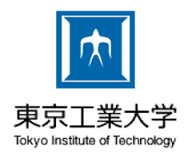 東京工業大学
Tokyo Institute of Technology